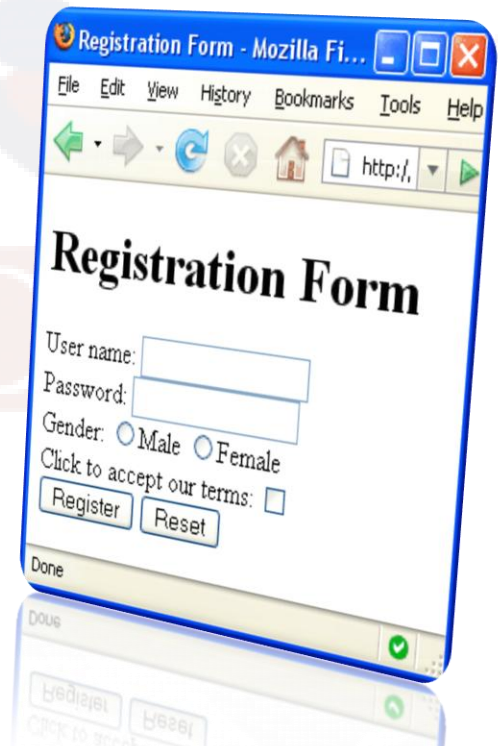 Registration Form - Mozilla Fi...
File Edit View History Bookmarks Tools Help
http:/,
Registration Form
User name:
Password:
Gender: Male Female
Click to accept our terms:
Register Reset
Done